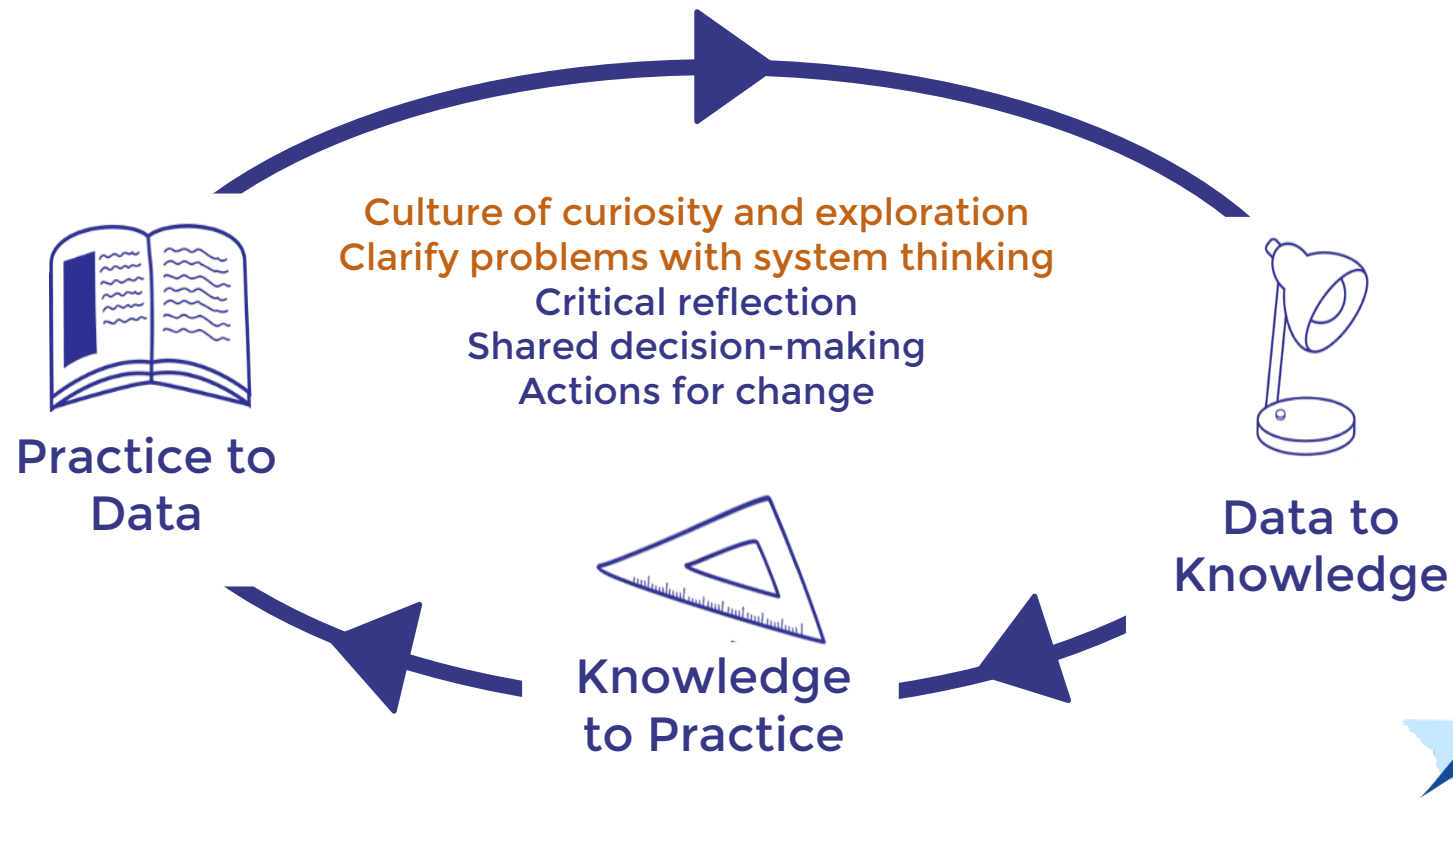 Culture of curiosity and exploration
Clarify problems with system thinking
Critical reflection
Shared decision-making
Actions for change
Practice to
Data
Data to
Knowledge
Knowledge
to Practice